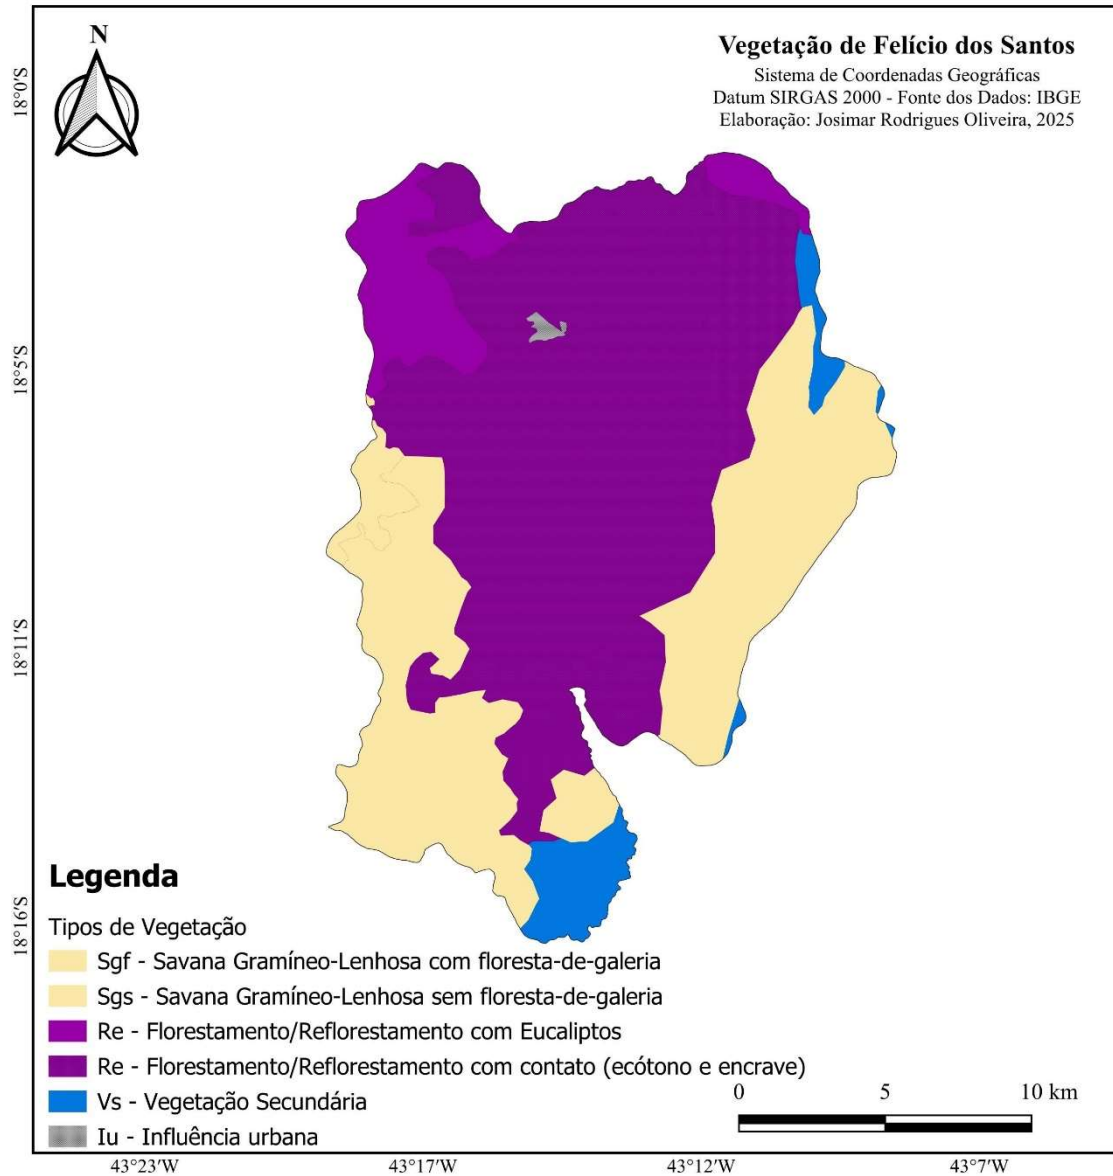 N
Vegetação de Felício dos Santos
Sistema de Coordenadas Geográficas
Datum SIRGAS 2000 - Fonte dos Dados: IBGE
Elaboração: Josimar Rodrigues Oliveira, 2025
18°0'S
18°5'S
18°11'S
18°16'S
Legenda
Tipos de Vegetação
Sgf - Savana Gramíneo-Lenhosa com floresta-de-galeria
Sgs - Savana Gramíneo-Lenhosa sem floresta-de-galeria
Re - Florestamento/Reflorestamento com Eucaliptos
Re - Florestamento/Reflorestamento com contato (ecótono e encrave)
Vs - Vegetação Secundária
Iu - Influência urbana
0 5 10 km
43°23'W 43°17'W 43°12'W 43°7'W